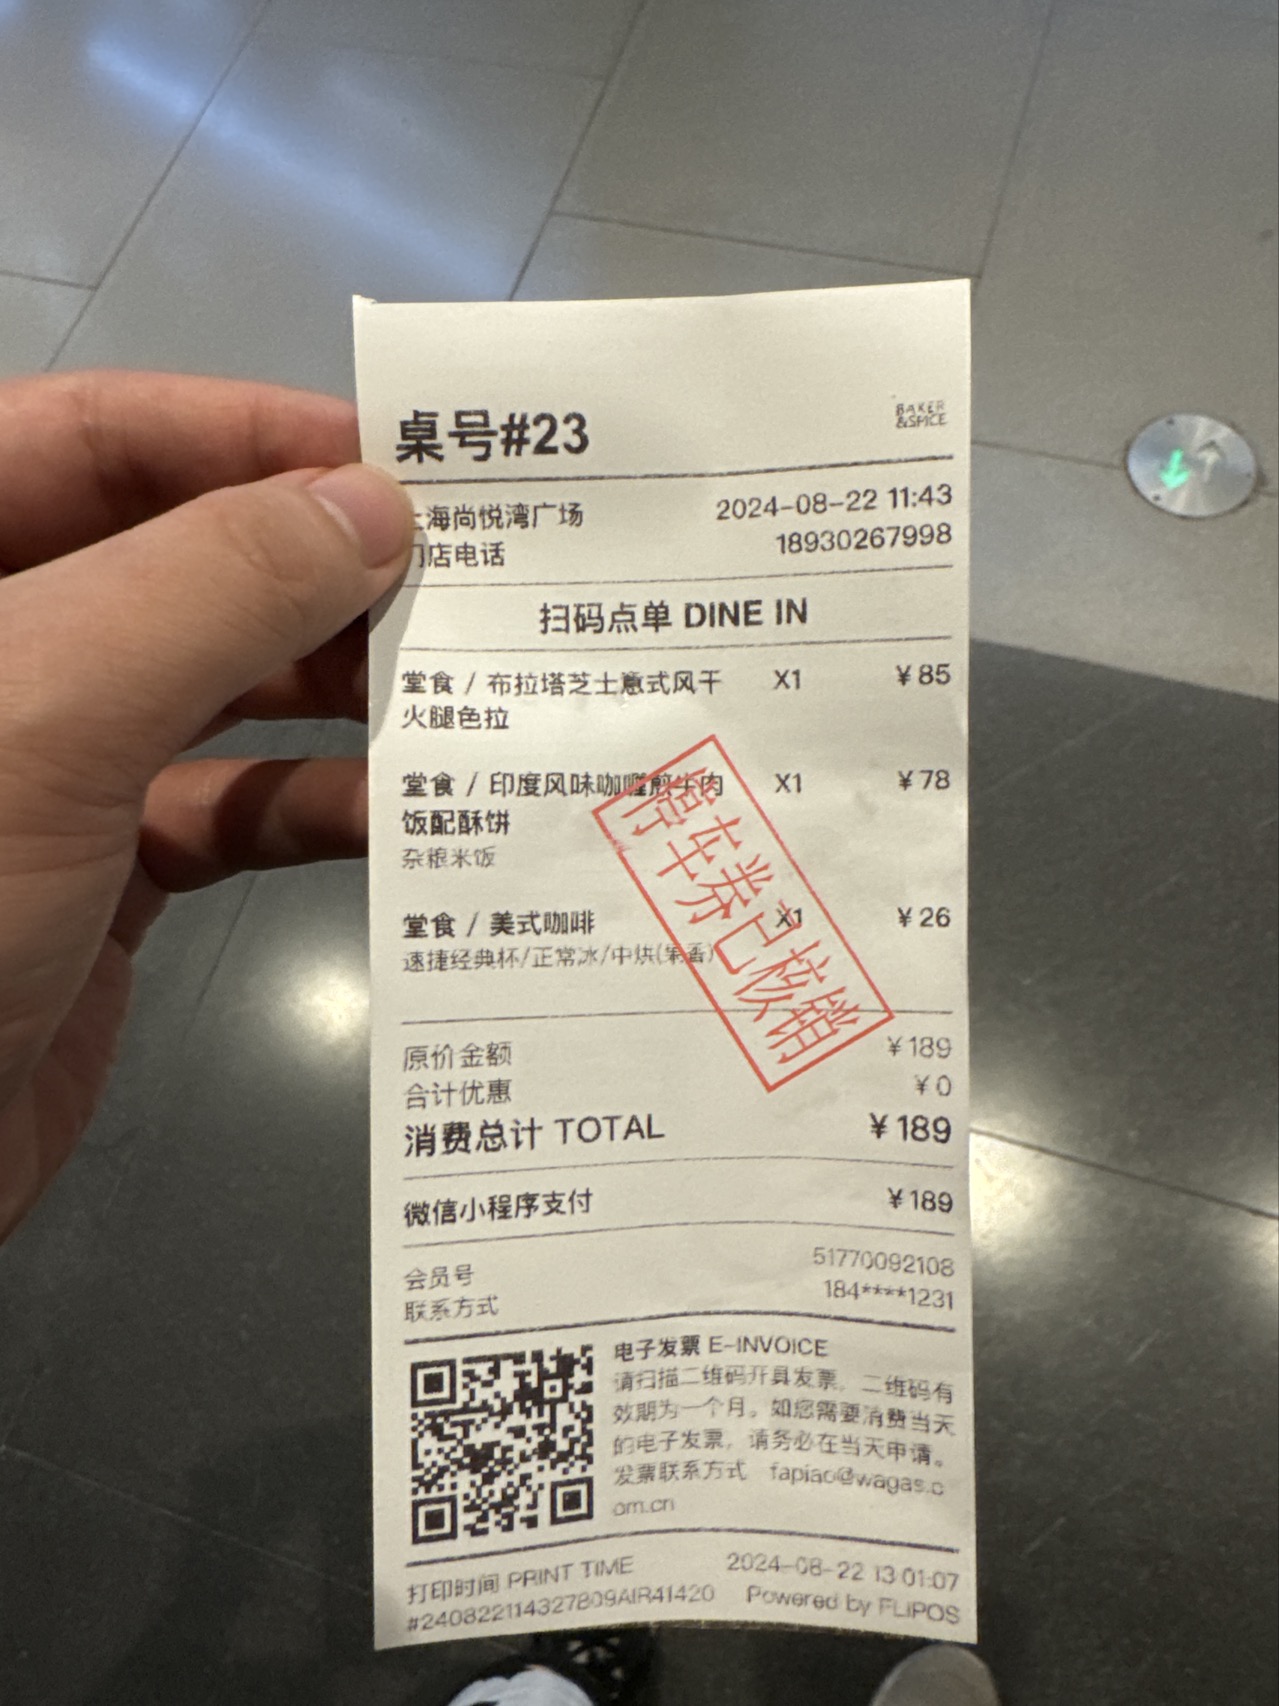 桌号#23
BAKER
&SPICE
海尚悦湾广场 2024-08-22 11:43
店电话 18930267998
扫码点单 DINE IN
堂食 / 布拉塔芝士意式风干 X1 ¥85
火腿色拉
堂食 / 印度风味咖喱煎牛肉 X1 ¥78
饭配酥饼
杂粮米饭
堂食 / 美式咖啡 X1 ¥26
速捷经典杯/正常冰/中烘(果香)
停车券已核销
原价金额 ¥189
合计优惠 ¥0
消费总计 TOTAL ¥189
微信小程序支付 ¥189
会员号 51770092108
联系方式 184****1231
电子发票 E-INVOICE
请扫描二维码开具发票，二维码有
效期为一个月。如您需要消费当天
的电子发票，请务必在当天申请。
发票联系方式 fapiao@wagas.c
om.cn
打印时间 PRINT TIME 2024-08-22 13:01:07
#240822114327809AIR41420 Powered by FLIPOS